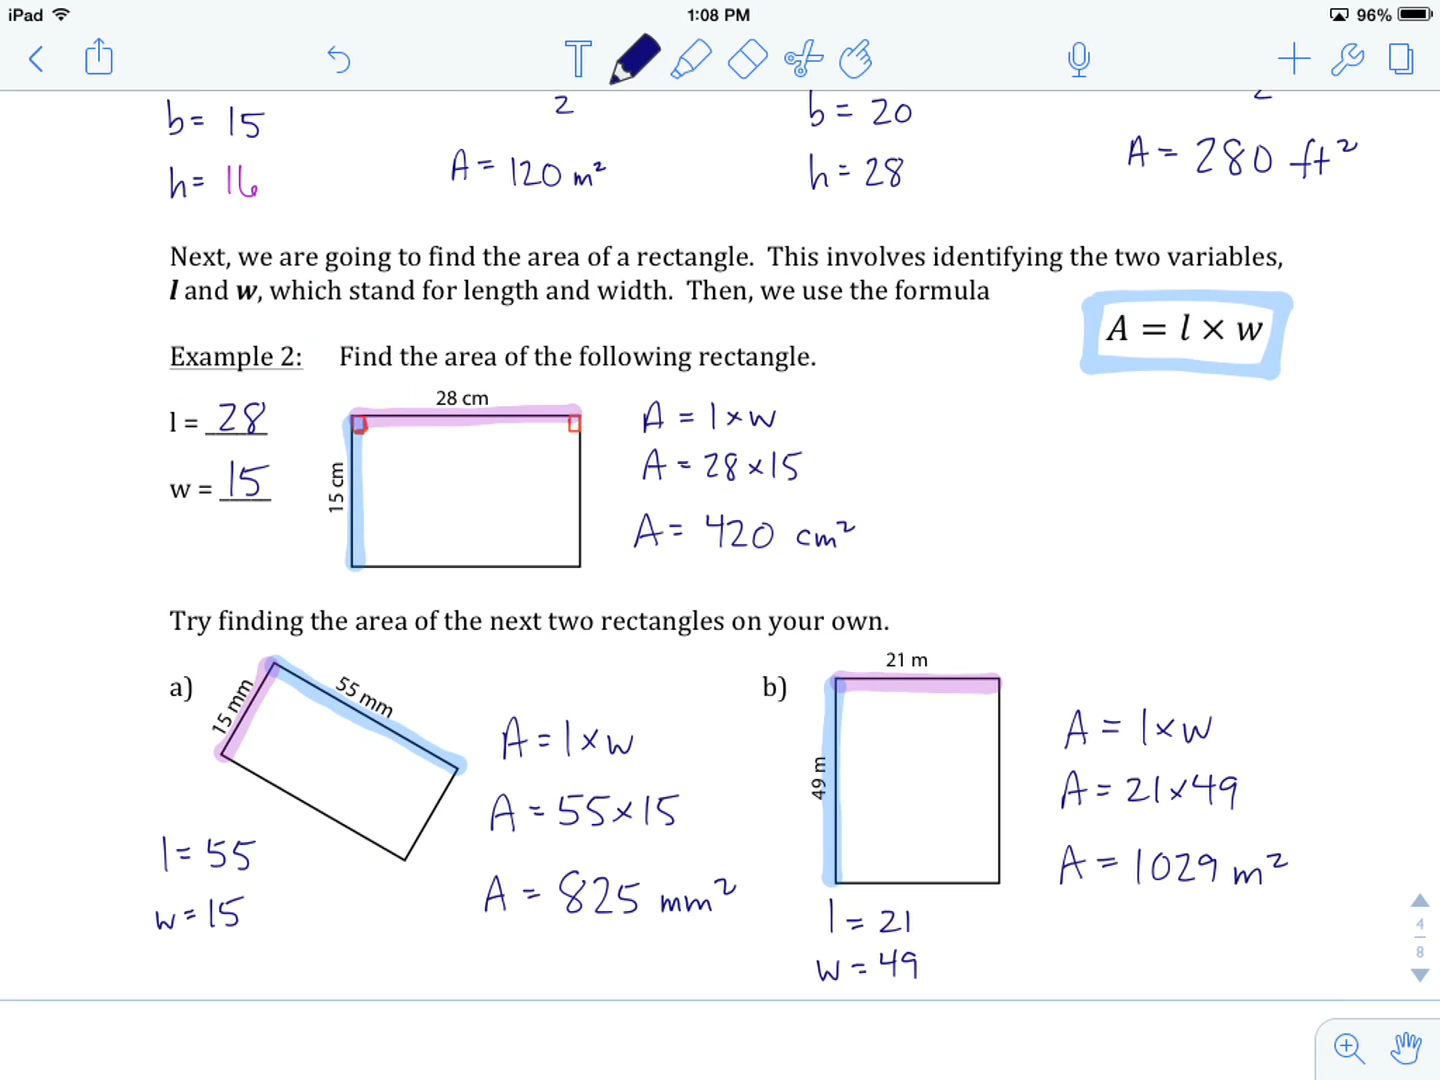 iPad 1:08 PM 96%
T
b = 15
2
b = 20
h = 16
A = 120 m²
h = 28
A = 280 ft²
Next, we are going to find the area of a rectangle. This involves identifying the two variables,
l and w, which stand for length and width. Then, we use the formula
A = l × w
Example 2: Find the area of the following rectangle.
l = 28
w = 15
28 cm
15 cm
A = l × w
A = 28 × 15
A = 420 cm²
Try finding the area of the next two rectangles on your own.
a)
15 mm
55 mm
l = 55
w = 15
A = l × w
A = 55 × 15
A = 825 mm²
b)
21 m
49 m
l = 21
w = 49
A = l × w
A = 21 × 49
A = 1029 m²
4
8